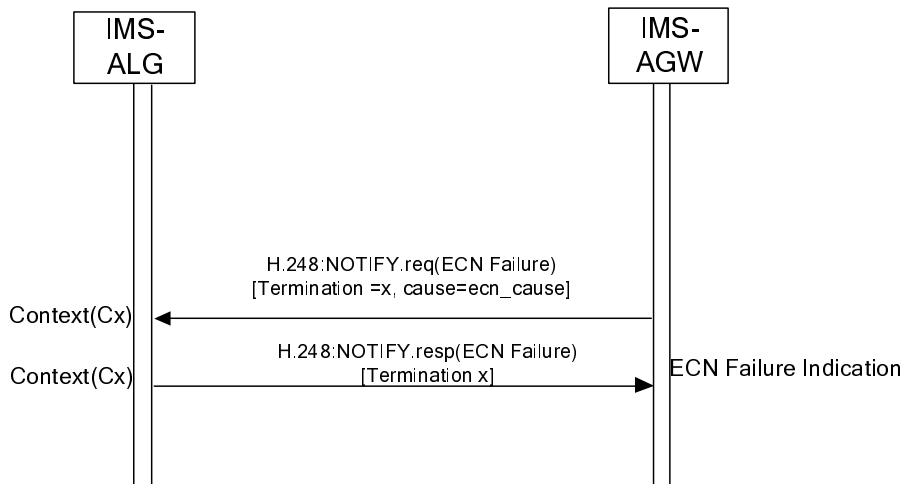 IMS-
ALG
IMS-
AGW
H.248:NOTIFY.req(ECN Failure)
[Termination =x, cause=ecn_cause]
Context(Cx)
H.248:NOTIFY.resp(ECN Failure)
[Termination x]
Context(Cx)
ECN Failure Indication